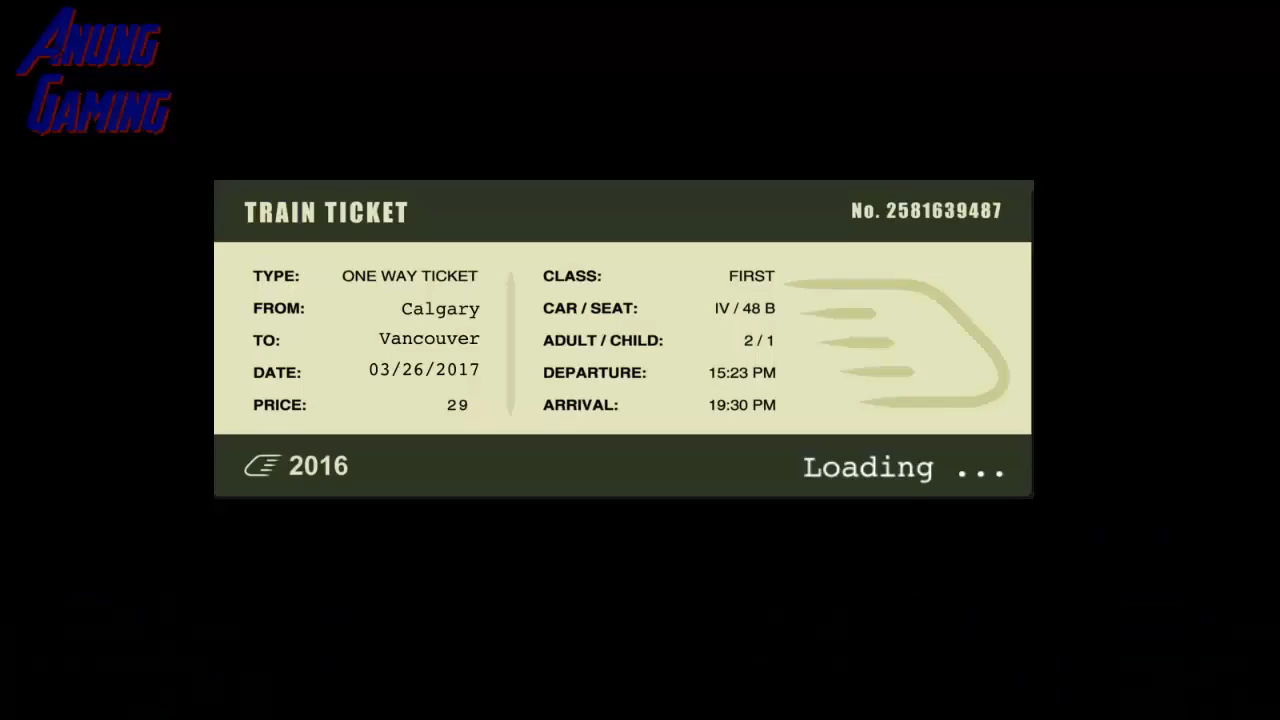 ANUNG
GAMING
TRAIN TICKET
No. 2581639487
TYPE: ONE WAY TICKET
FROM: Calgary
TO: Vancouver
DATE: 03/26/2017
PRICE: 29
CLASS: FIRST
CAR / SEAT: IV / 48 B
ADULT / CHILD: 2 / 1
DEPARTURE: 15:23 PM
ARRIVAL: 19:30 PM
2016
Loading ...